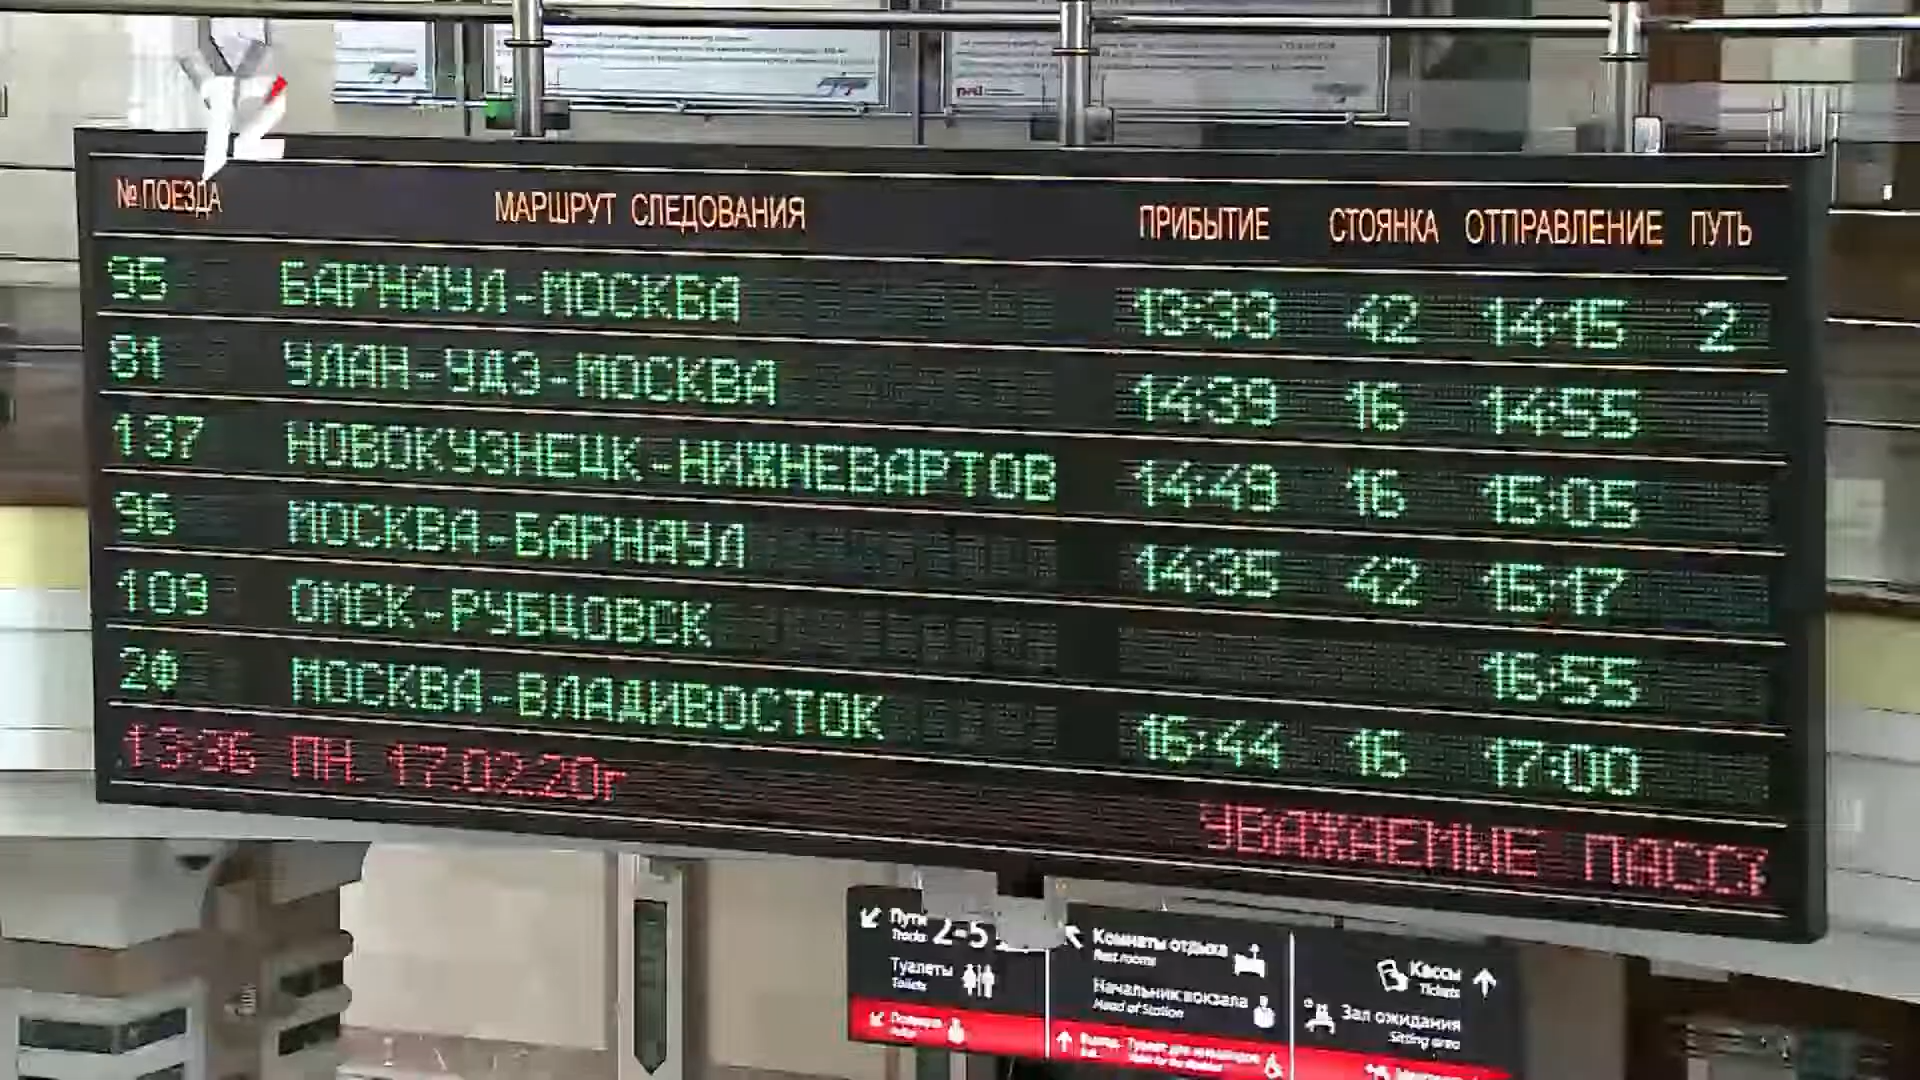 № ПОЕЗДА МАРШРУТ СЛЕДОВАНИЯ ПРИБЫТИЕ СТОЯНКА ОТПРАВЛЕНИЕ ПУТЬ
95 БАРНАУЛ-МОСКВА 13:33 42 14:15 2
81 УЛАН-УДЭ-МОСКВА 14:39 16 14:55
137 НОВОКУЗНЕЦК-НИЖНЕВАРТОВ 14:49 16 15:05
96 МОСКВА-БАРНАУЛ 14:35 42 15:17
109 ОМСК-РУБЦОВСК 16:55
2Ф МОСКВА-ВЛАДИВОСТОК 16:44 16 17:00
13:36 ПН. 17.02.20г УВАЖАЕМЫЕ ПАСС
Пути 2-5
Tracks
Туалеты
Toilets
Комнаты отдыха
Rest rooms
Начальник вокзала
Head of Station
Кассы
Tickets
Зал ожидания
Sitting area